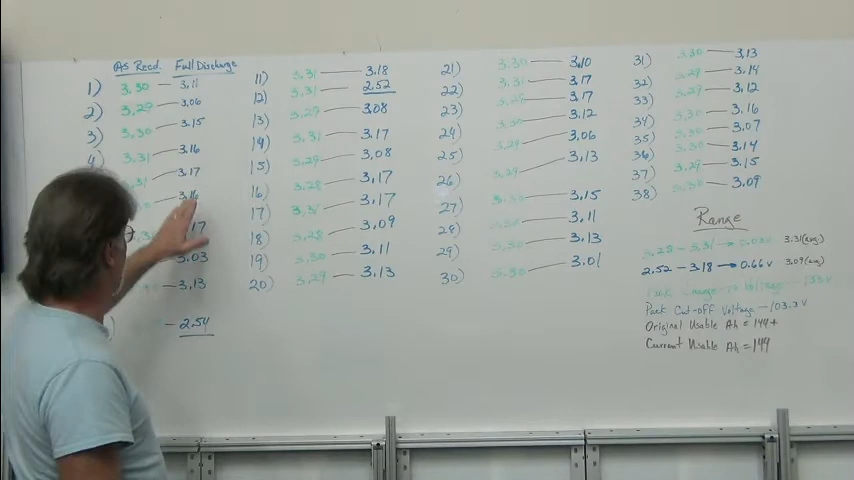 As Recd. Full Discharge
1) 3.30 — 3.11
2) 3.29 — 3.06
3) 3.30 — 3.15
4) 3.31 — 3.16
31 — 3.17
— 3.16
17
3.03
— 3.13
— 2.54
11) 3.31 — 3.18
12) 3.31 — 2.52
13) 3.29 — 3.08
14) 3.31 — 3.17
15) 3.29 — 3.08
16) 3.28 — 3.17
17) 3.31 — 3.17
18) 3.28 — 3.09
19) 3.30 — 3.11
20) 3.29 — 3.13
21) 3.30 — 3.10
22) 3.31 — 3.17
23) 3.29 — 3.17
24) 3.30 — 3.12
25) 3.29 — 3.06
26) 3.29 — 3.13
27) 3.30 — 3.15
28) 3.30 — 3.11
29) 3.30 — 3.13
30) 3.30 — 3.01
31) 3.30 — 3.13
32) 3.29 — 3.14
33) 3.29 — 3.12
34) 3.30 — 3.16
35) 3.30 — 3.07
36) 3.30 — 3.14
37) 3.29 — 3.15
38) 3.30 — 3.09
Range
3.28 – 3.31 → 0.03v 3.31(avg)
2.52 – 3.18 → 0.66v 3.09(avg)
Voltage
Pack Cut-off Voltage – 103. v
Original Usable Ah = 144+
Current Usable Ah = 149